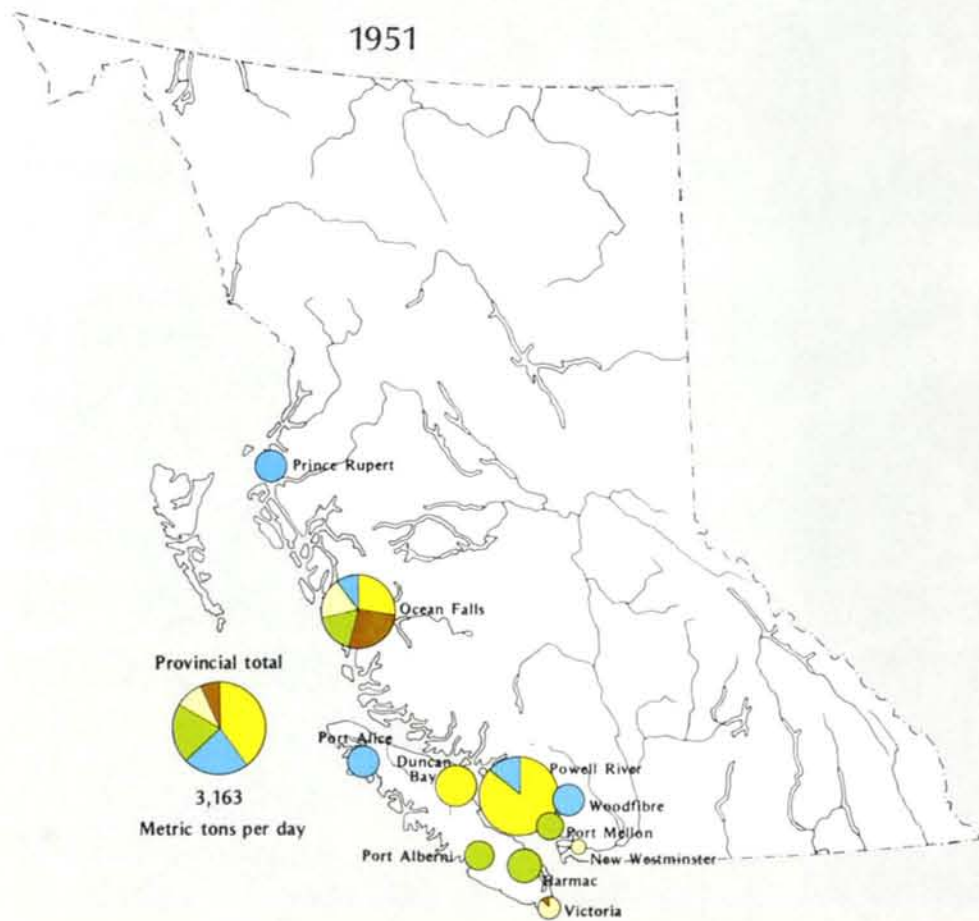 1951
Prince Rupert
Ocean Falls
Provincial total
3,163
Metric tons per day
Port Alice
Duncan
Bay
Powell River
Woodfibre
Port Mellon
New Westminster
Port Alberni
Harmac
Victoria